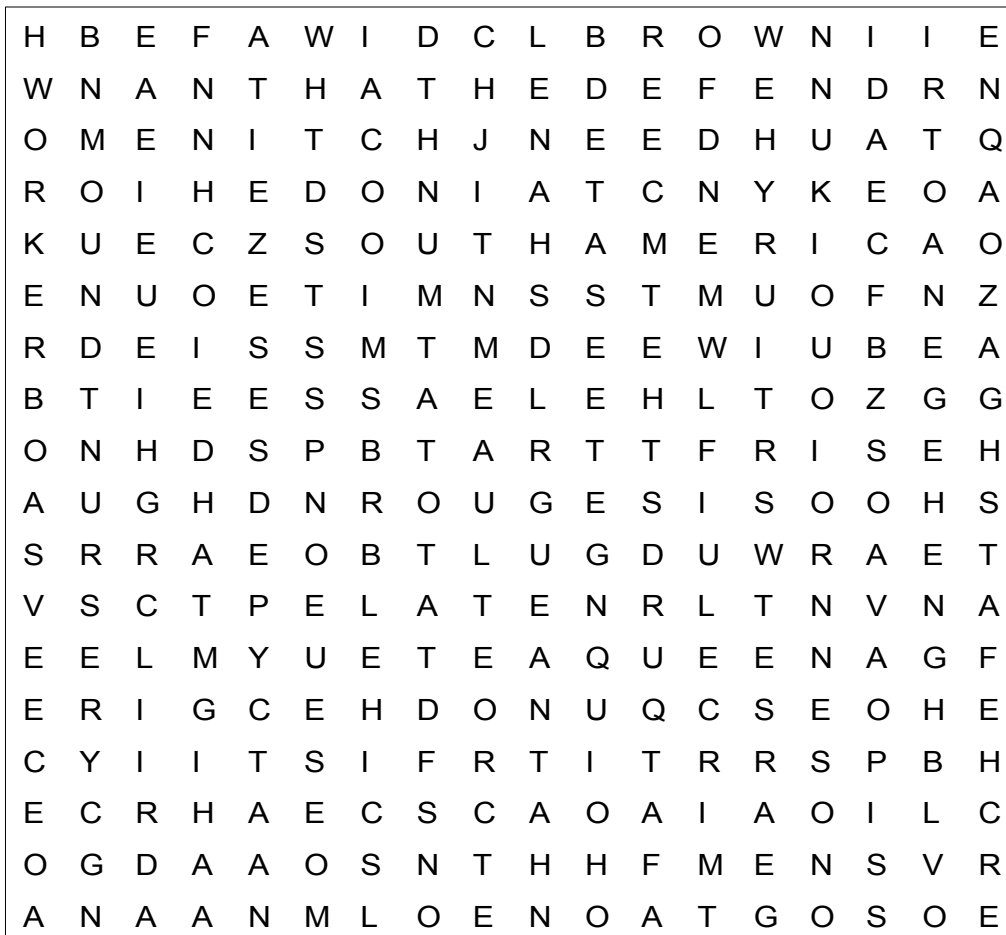 H B E F A W I D C L B R O W N I I E
W N A N T H A T H E D E F E N D R N
O M E N I T C H J N E E D H U A T Q
R O I H E D O N I A T C N Y K E O A
K U E C Z S O U T H A M E R I C A O
E N U O E T I M N S S T M U O F N Z
R D E I S S M T M D E E W I U B E A
B T I E E S S A E L E H L T O Z G G
O N H D S P B T A R T T F R I S E H
A U G H D N R O U G E S I S O O H S
S R R A E O B T L U G D U W R A E T
V S C T P E L A T E N R L T N V N A
E E L M Y U E T E A Q U E E N A G F
E R I G C E H D O N U Q C S E O H E
C Y I I T S I F R T I T R R S P B H
E C R H A E C S C A O A I A O I L C
O G D A A O S N T H H F M E N S V R
A N A A N M L O E N O A T G O S O E